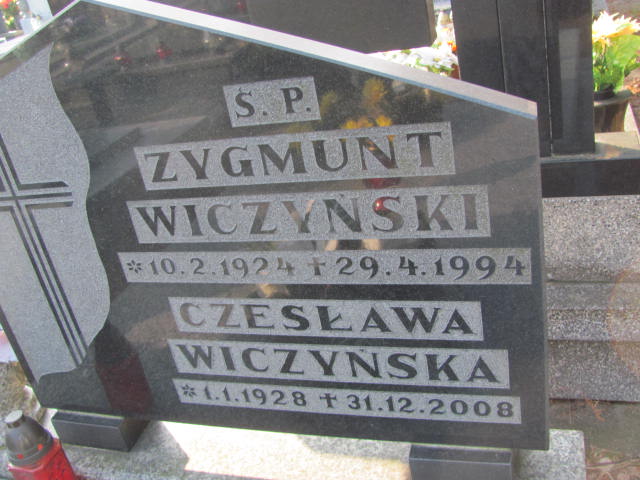 Ś. P.
ZYGMUNT
WICZYŃSKI
* 10.2.1924 + 29.4.1994
CZESŁAWA
WICZYŃSKA
* 1.1.1928 + 31.12.2008